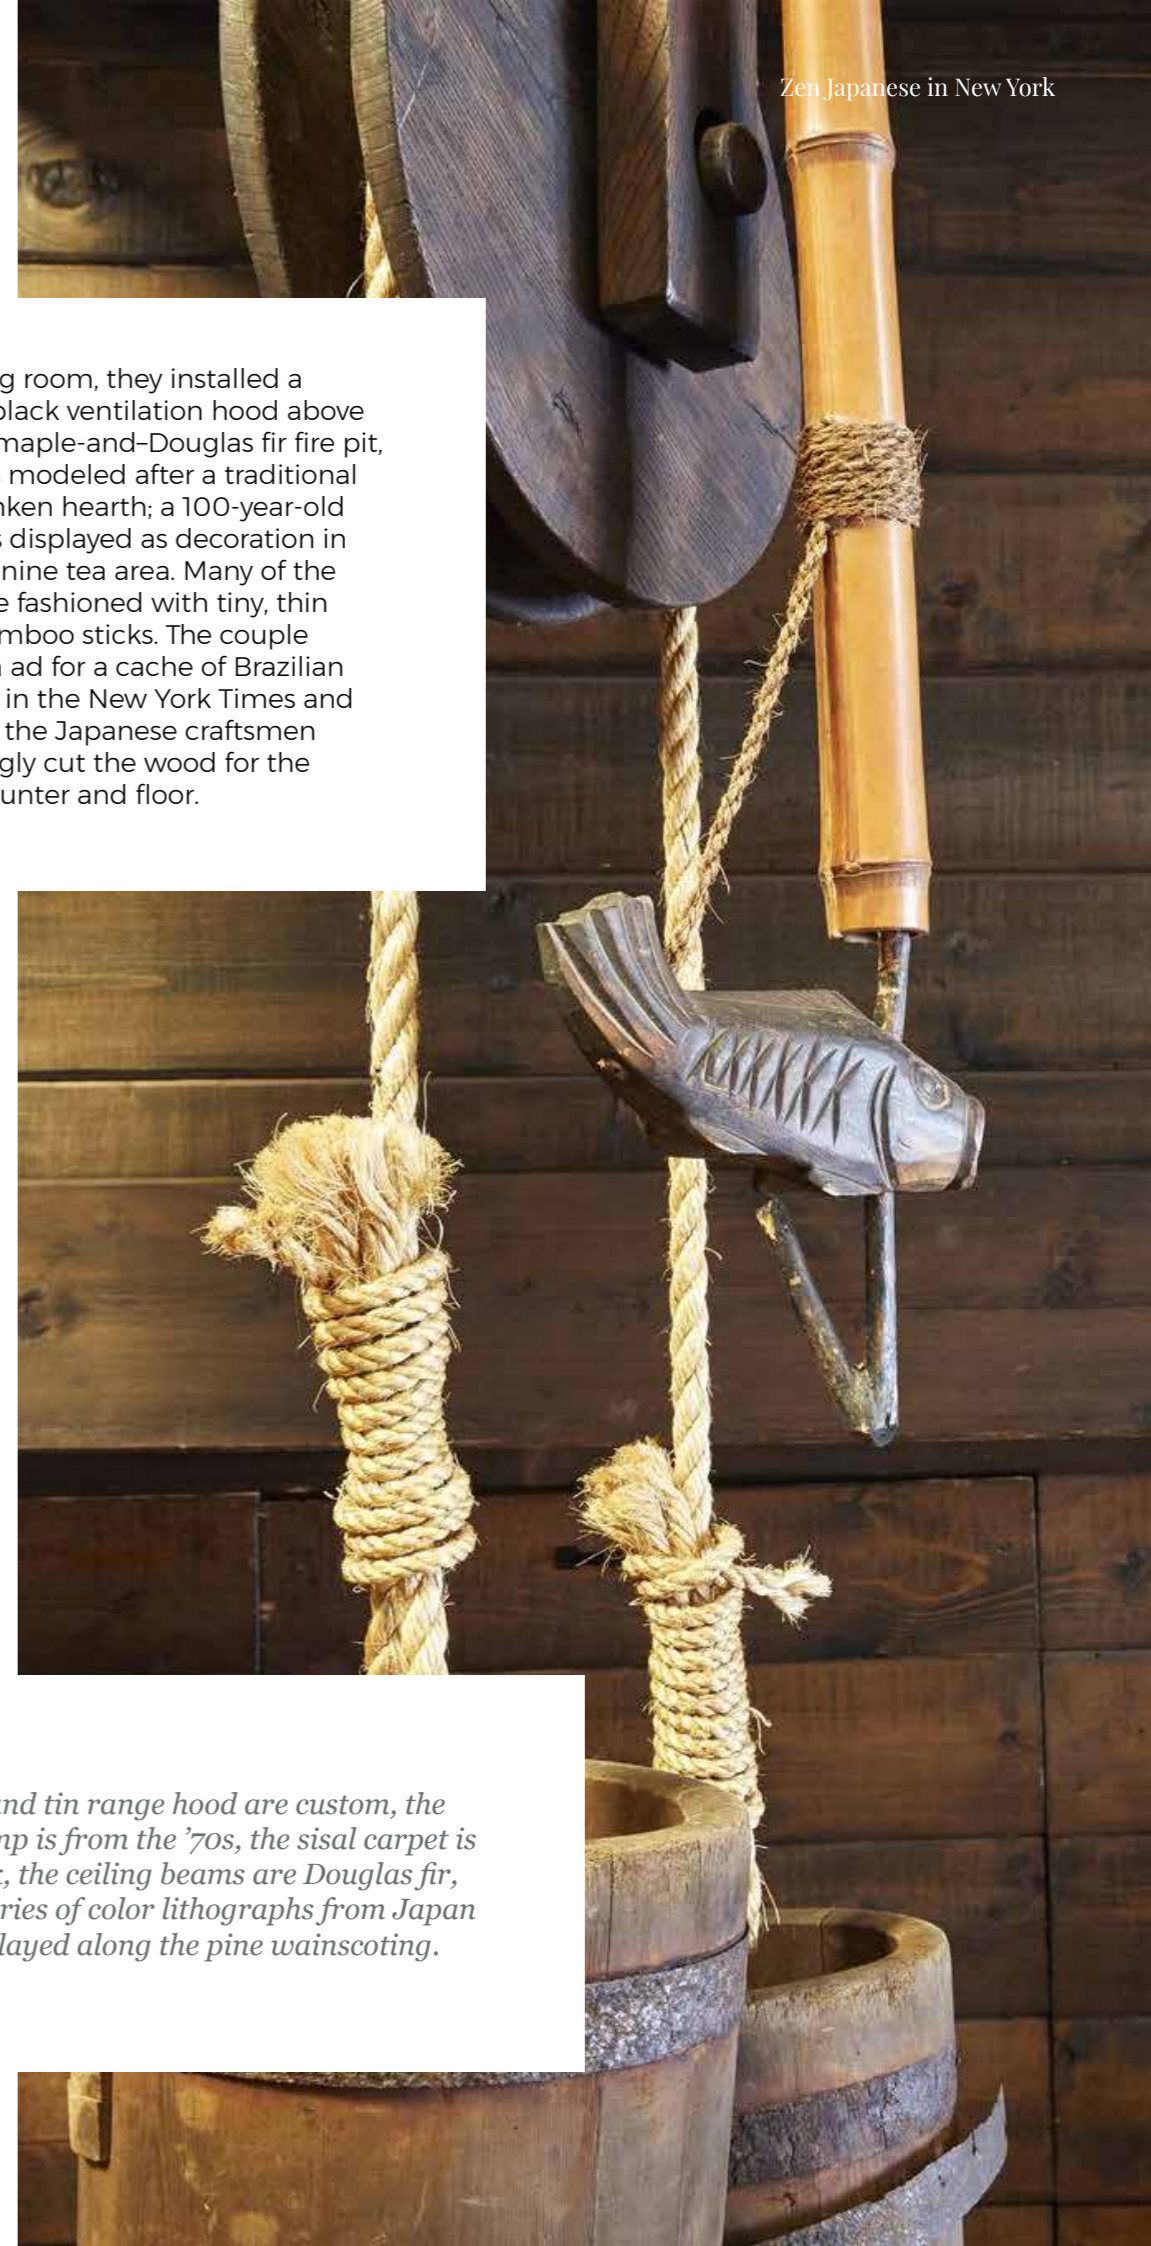 Zen Japanese in New York
g room, they installed a
black ventilation hood above
maple-and–Douglas fir fire pit,
modeled after a traditional
nken hearth; a 100-year-old
s displayed as decoration in
nine tea area. Many of the
e fashioned with tiny, thin
mboo sticks. The couple
ad for a cache of Brazilian
in the New York Times and
the Japanese craftsmen
gly cut the wood for the
unter and floor.
nd tin range hood are custom, the
mp is from the ’70s, the sisal carpet is
, the ceiling beams are Douglas fir,
ries of color lithographs from Japan
layed along the pine wainscoting.